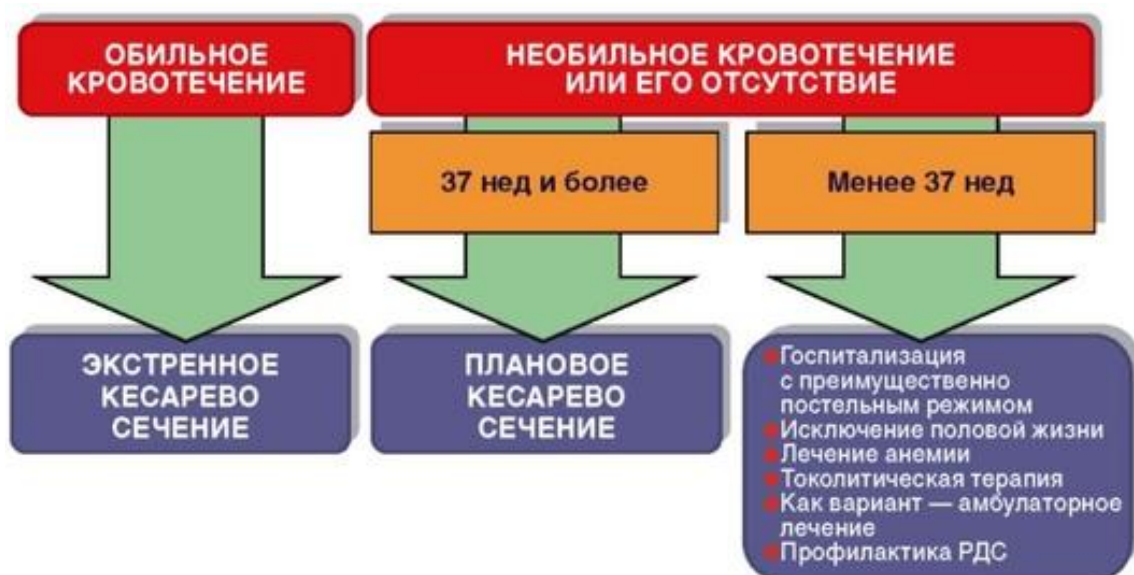 ОБИЛЬНОЕ
КРОВОТЕЧЕНИЕ
НЕОБИЛЬНОЕ КРОВОТЕЧЕНИЕ
ИЛИ ЕГО ОТСУТСТВИЕ
37 нед и более
Менее 37 нед
ЭКСТРЕННОЕ
КЕСАРЕВО
СЕЧЕНИЕ
ПЛАНОВОЕ
КЕСАРЕВО
СЕЧЕНИЕ
Госпитализация
с преимущественно
постельным режимом
Исключение половой жизни
Лечение анемии
Токолитическая терапия
Как вариант — амбулаторное
лечение
Профилактика РДС